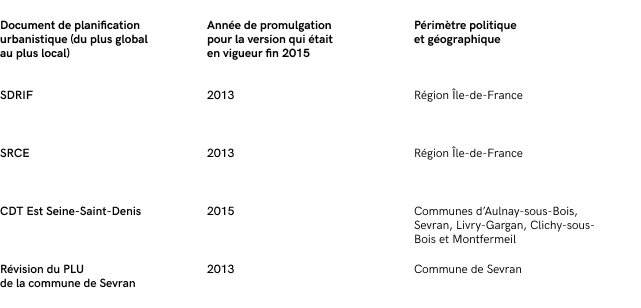 Document de planification
urbanistique (du plus global
au plus local)
Année de promulgation
pour la version qui était
en vigueur fin 2015
Périmètre politique
et géographique
SDRIF
2013
Région Île-de-France
SRCE
2013
Région Île-de-France
CDT Est Seine-Saint-Denis
2015
Communes d’Aulnay-sous-Bois,
Sevran, Livry-Gargan, Clichy-sous-
Bois et Montfermeil
Révision du PLU
de la commune de Sevran
2013
Commune de Sevran